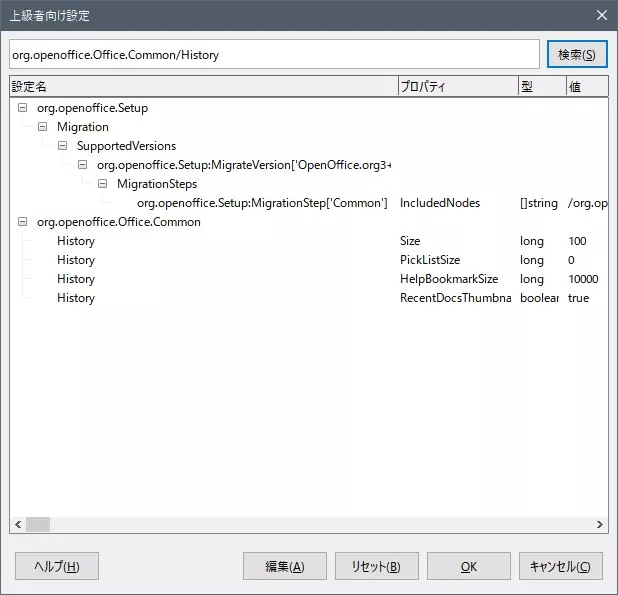 上級者向け設定
org.openoffice.Office.Common/History 検索(S)
設定名 プロパティ 型 値
org.openoffice.Setup
Migration
SupportedVersions
org.openoffice.Setup:MigrateVersion['OpenOffice.org3+
MigrationSteps
org.openoffice.Setup:MigrationStep['Common'] IncludedNodes []string /org.op
org.openoffice.Office.Common
History Size long 100
History PickListSize long 0
History HelpBookmarkSize long 10000
History RecentDocsThumbna boolear true
ヘルプ(H) 編集(A) リセット(B) OK キャンセル(C)